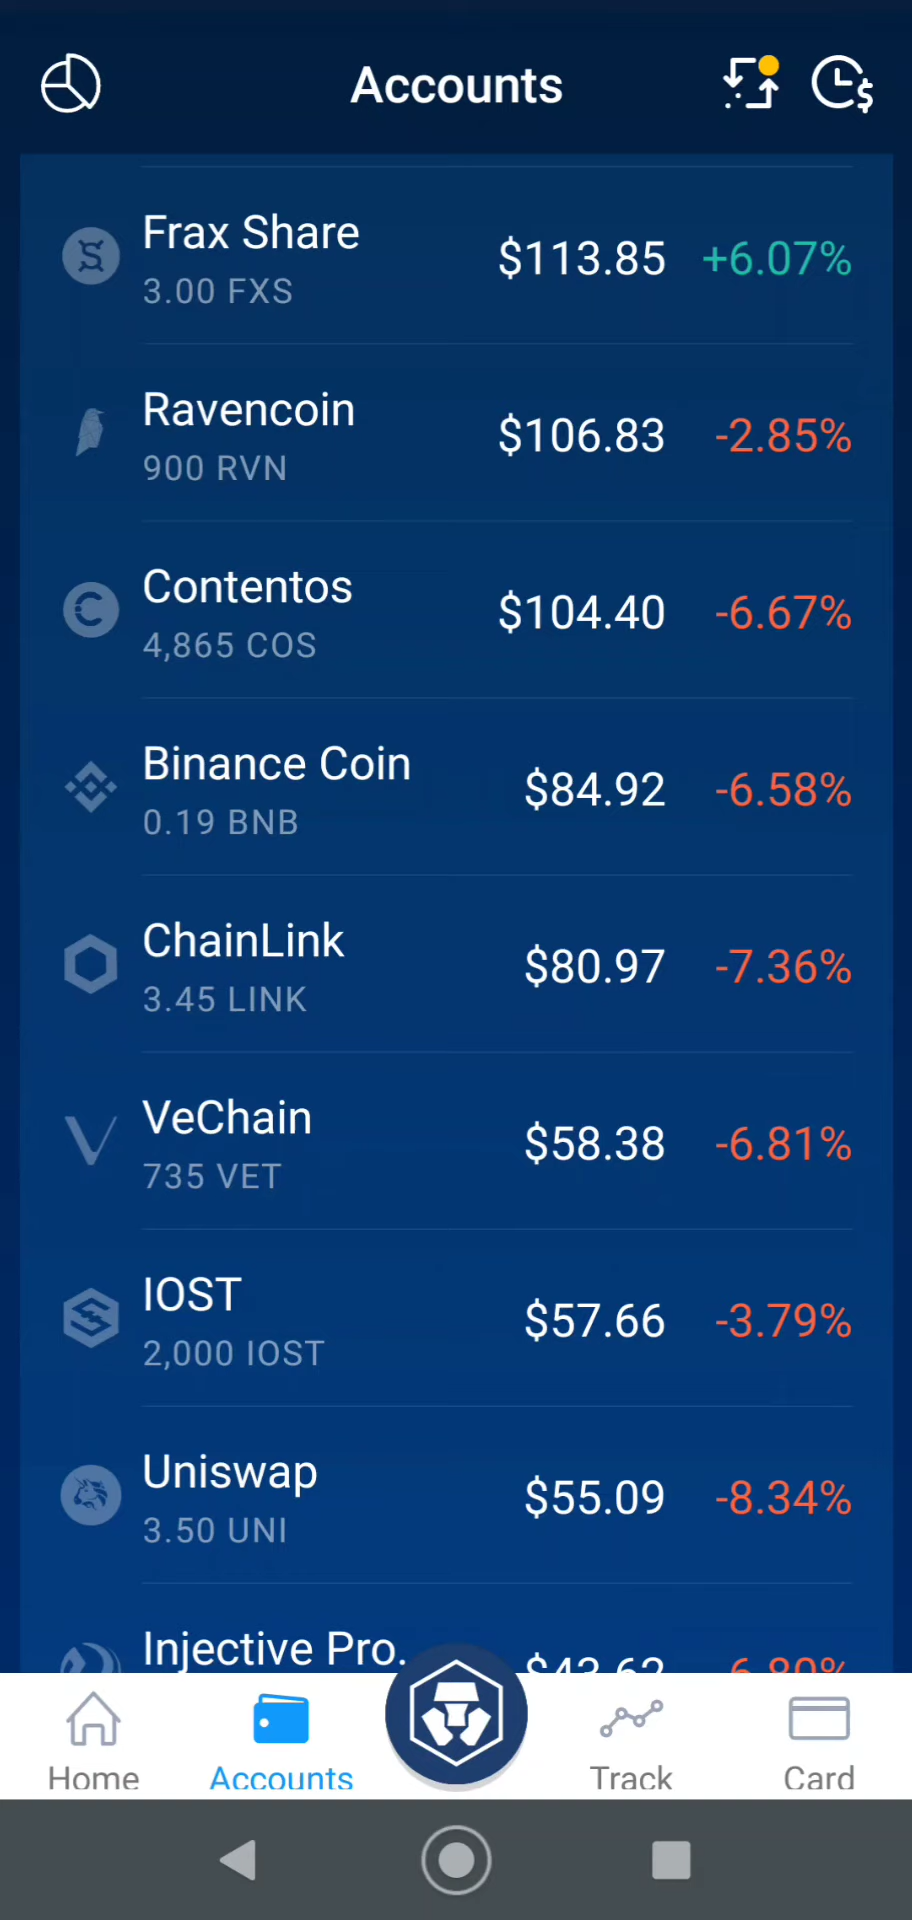 Accounts
Frax Share
$113.85 +6.07%
3.00 FXS
Ravencoin
$106.83 -2.85%
900 RVN
Contentos
$104.40 -6.67%
4,865 COS
Binance Coin
$84.92 -6.58%
0.19 BNB
ChainLink
$80.97 -7.36%
3.45 LINK
VeChain
$58.38 -6.81%
735 VET
IOST
$57.66 -3.79%
2,000 IOST
Uniswap
$55.09 -8.34%
3.50 UNI
Injective Pro.
Home Accounts Track Card